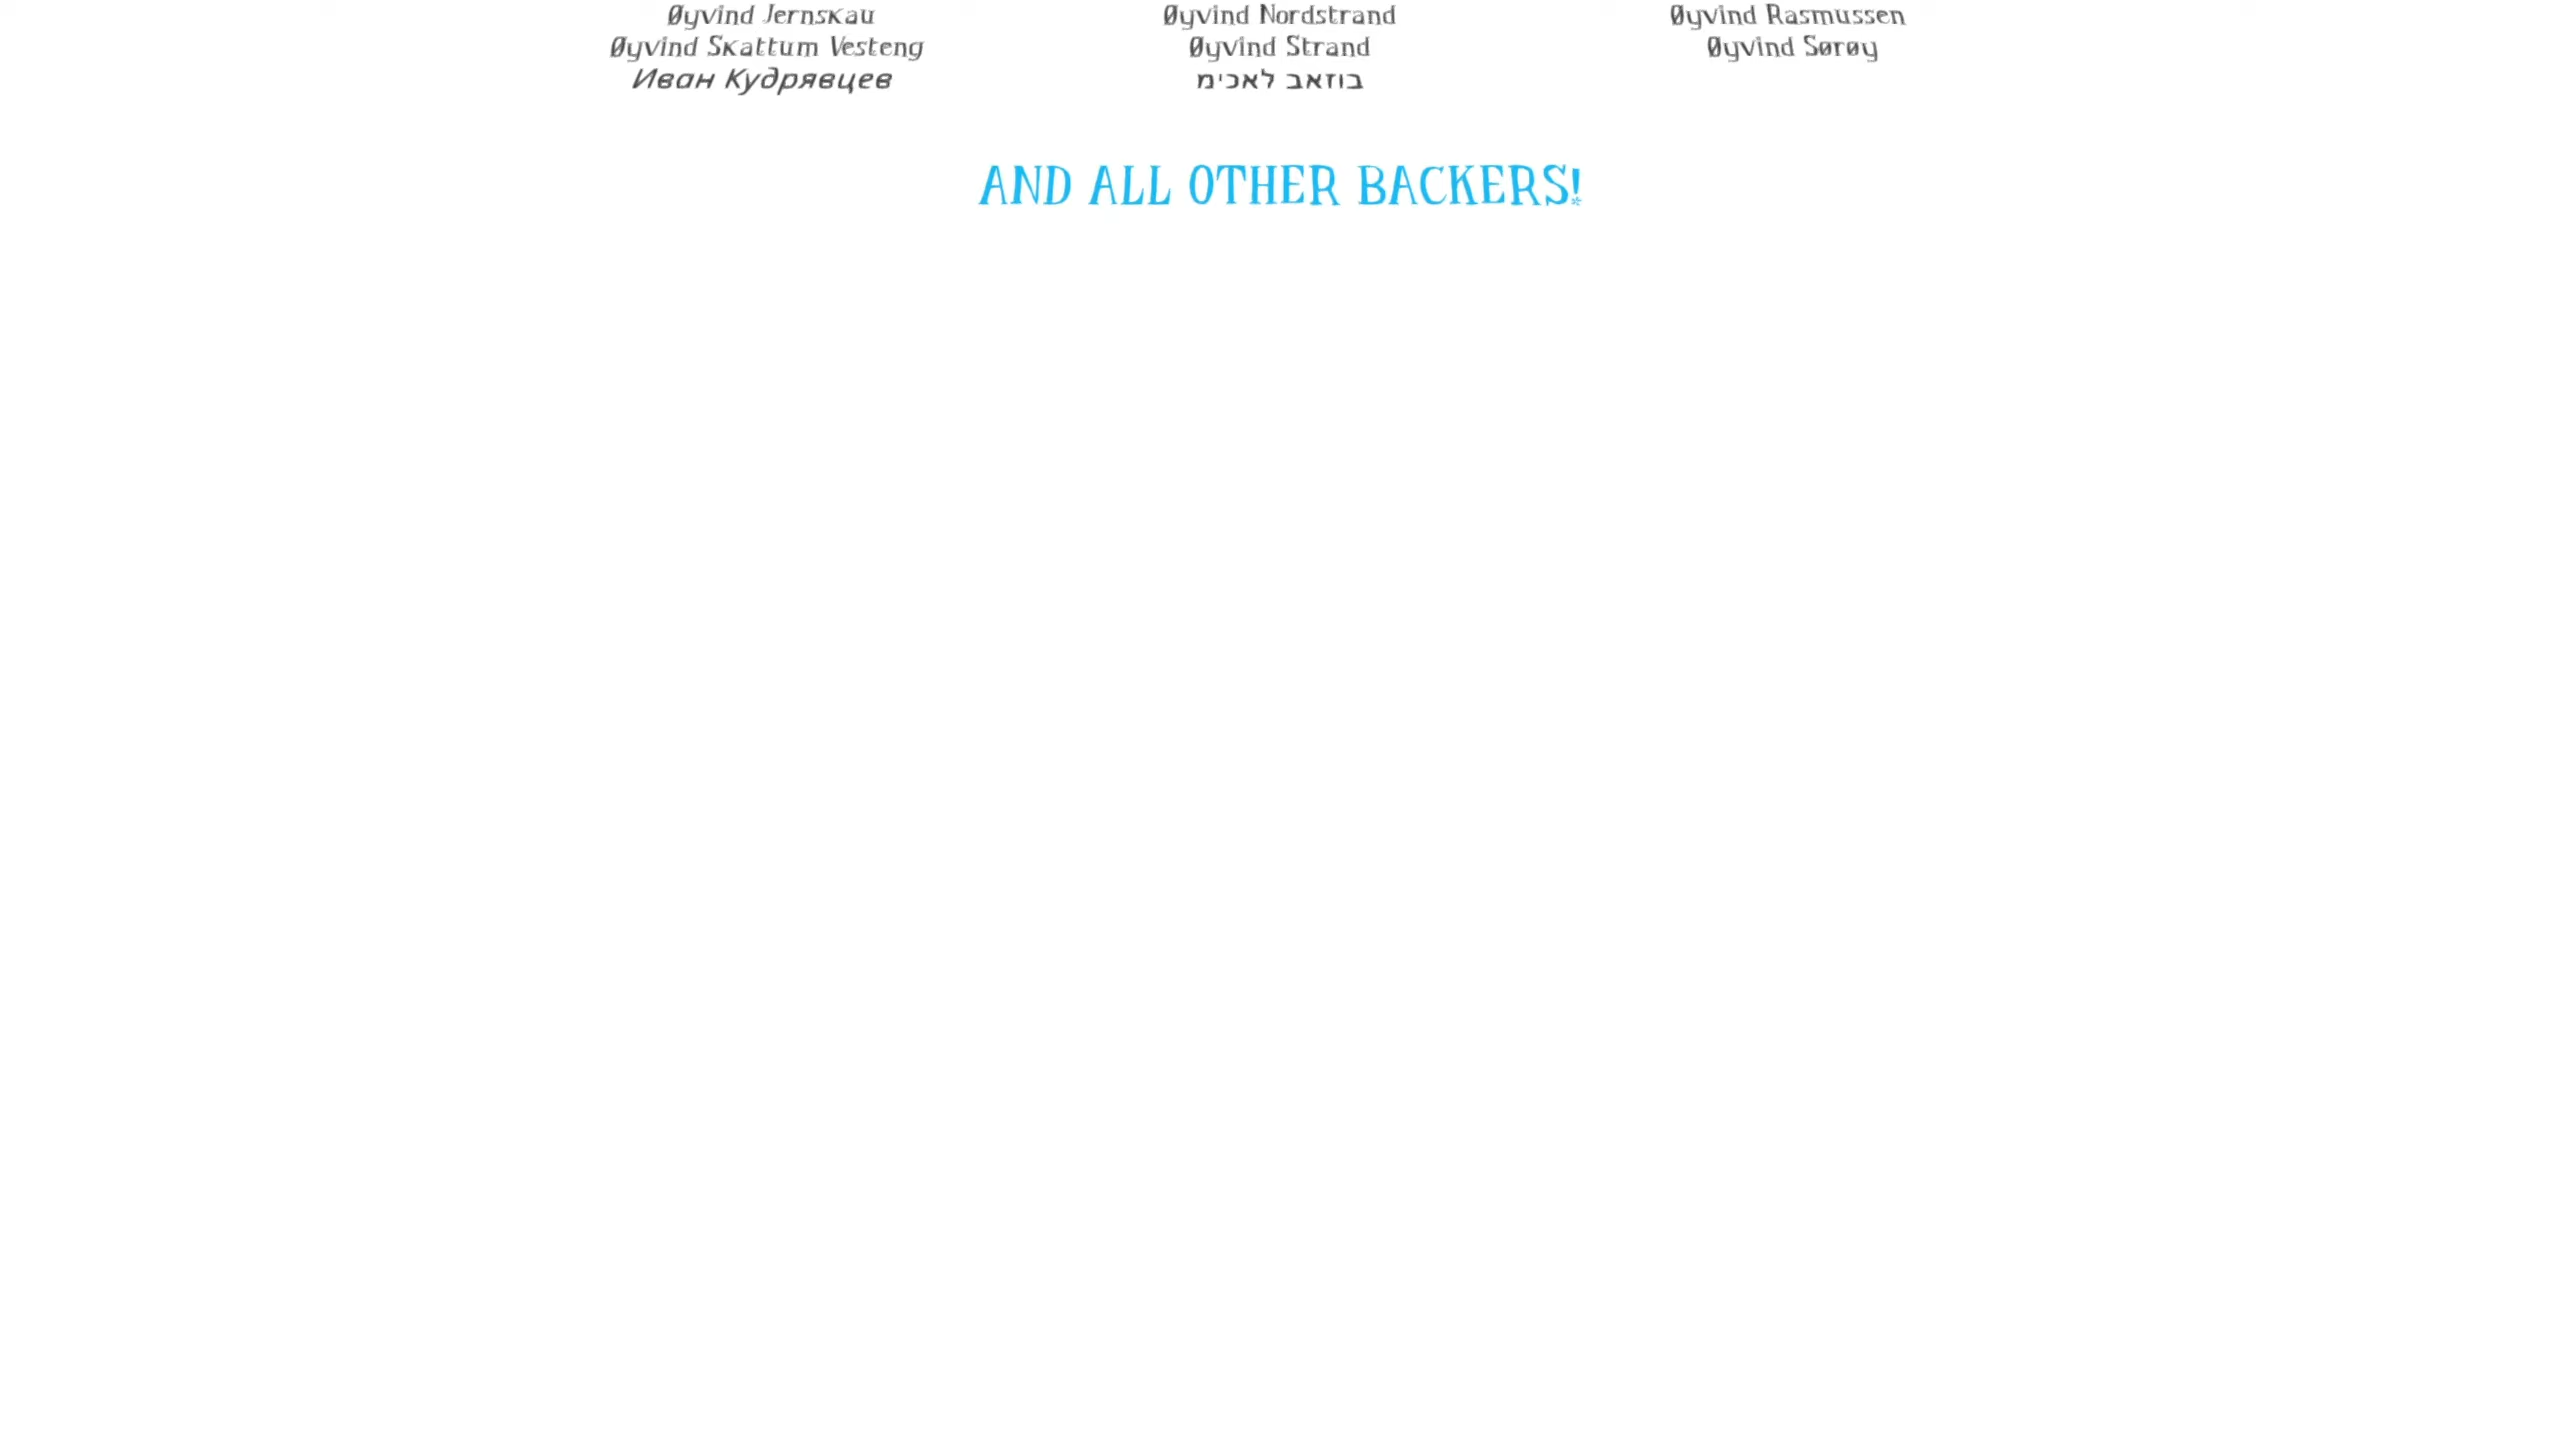 Øyvind Jernskau Øyvind Nordstrand Øyvind Rasmussen
Øyvind Skattum Vesteng Øyvind Strand Øyvind Sørøy
Иван Кудрявцев בוזאב לאכימ
AND ALL OTHER BACKERS!